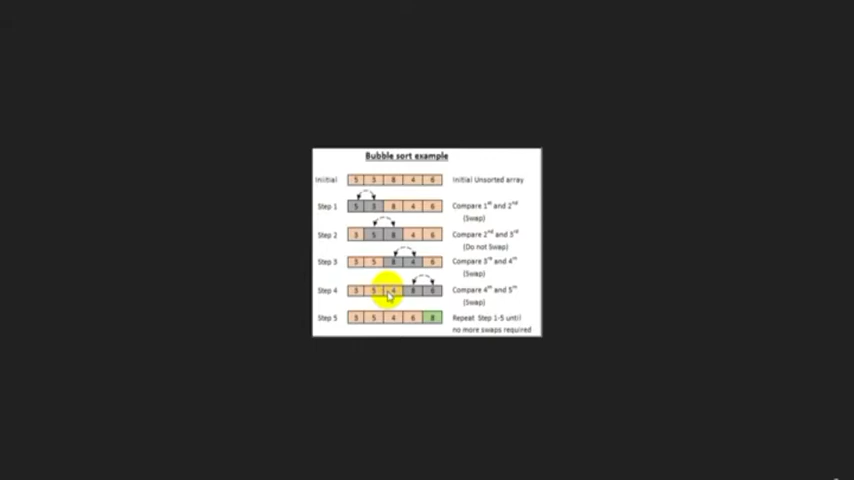 Bubble sort example
Initial 5 3 8 4 6 Initial Unsorted array
Step 1 5 3 8 4 6 Compare 1st and 2nd
(Swap)
Step 2 3 5 8 4 6 Compare 2nd and 3rd
(Do not Swap)
Step 3 3 5 8 4 6 Compare 3rd and 4th
(Swap)
Step 4 3 5 4 8 6 Compare 4th and 5th
(Swap)
Step 5 3 5 4 6 8 Repeat Step 1-5 until
no more swaps required